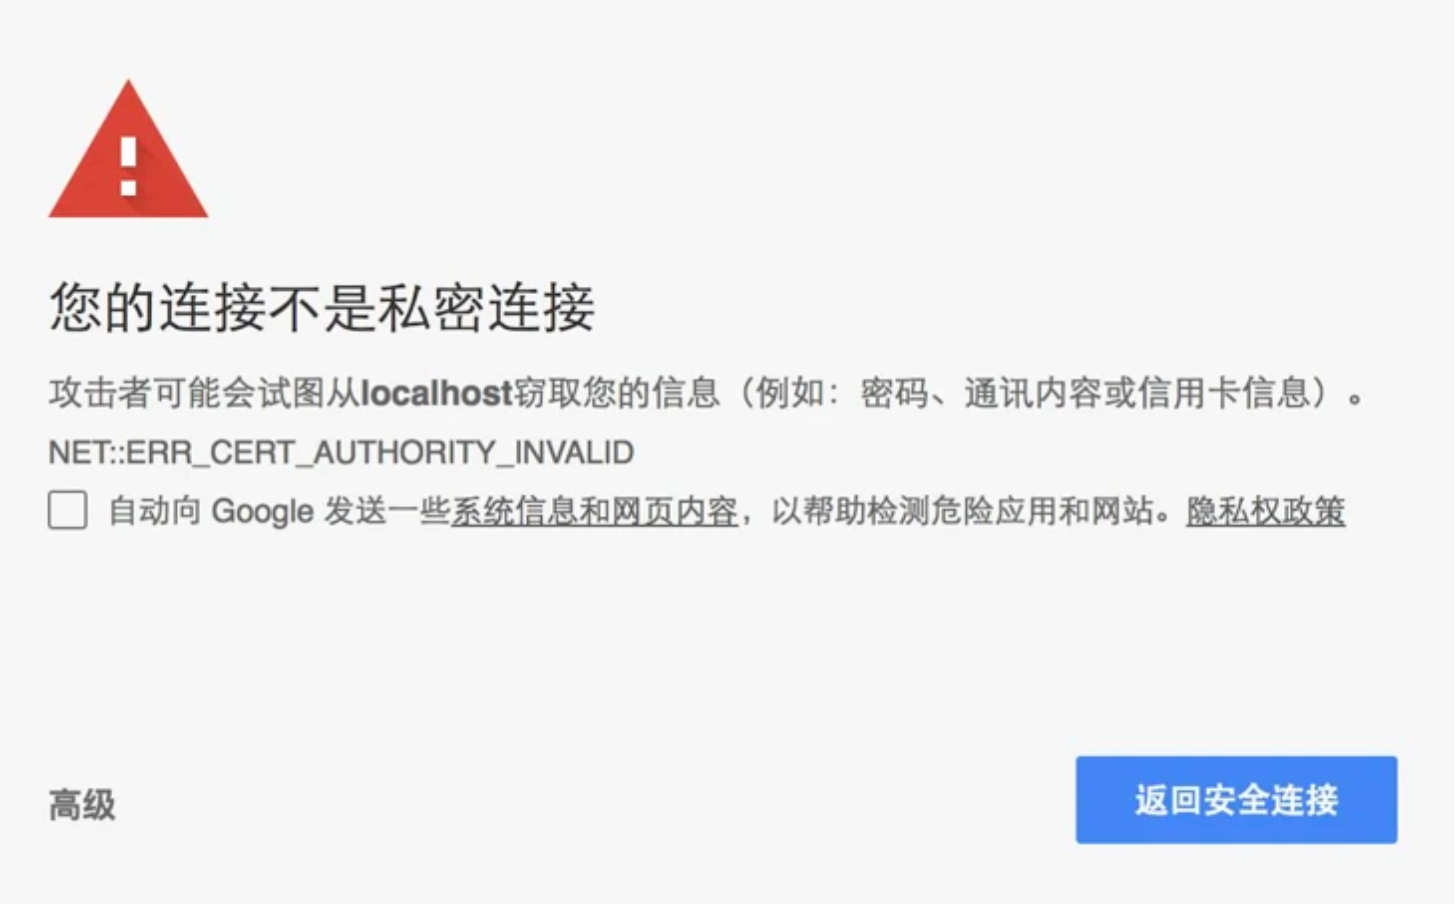 您的连接不是私密连接
攻击者可能会试图从localhost窃取您的信息（例如：密码、通讯内容或信用卡信息）。
NET::ERR_CERT_AUTHORITY_INVALID
自动向 Google 发送一些系统信息和网页内容，以帮助检测危险应用和网站。隐私权政策
高级
返回安全连接